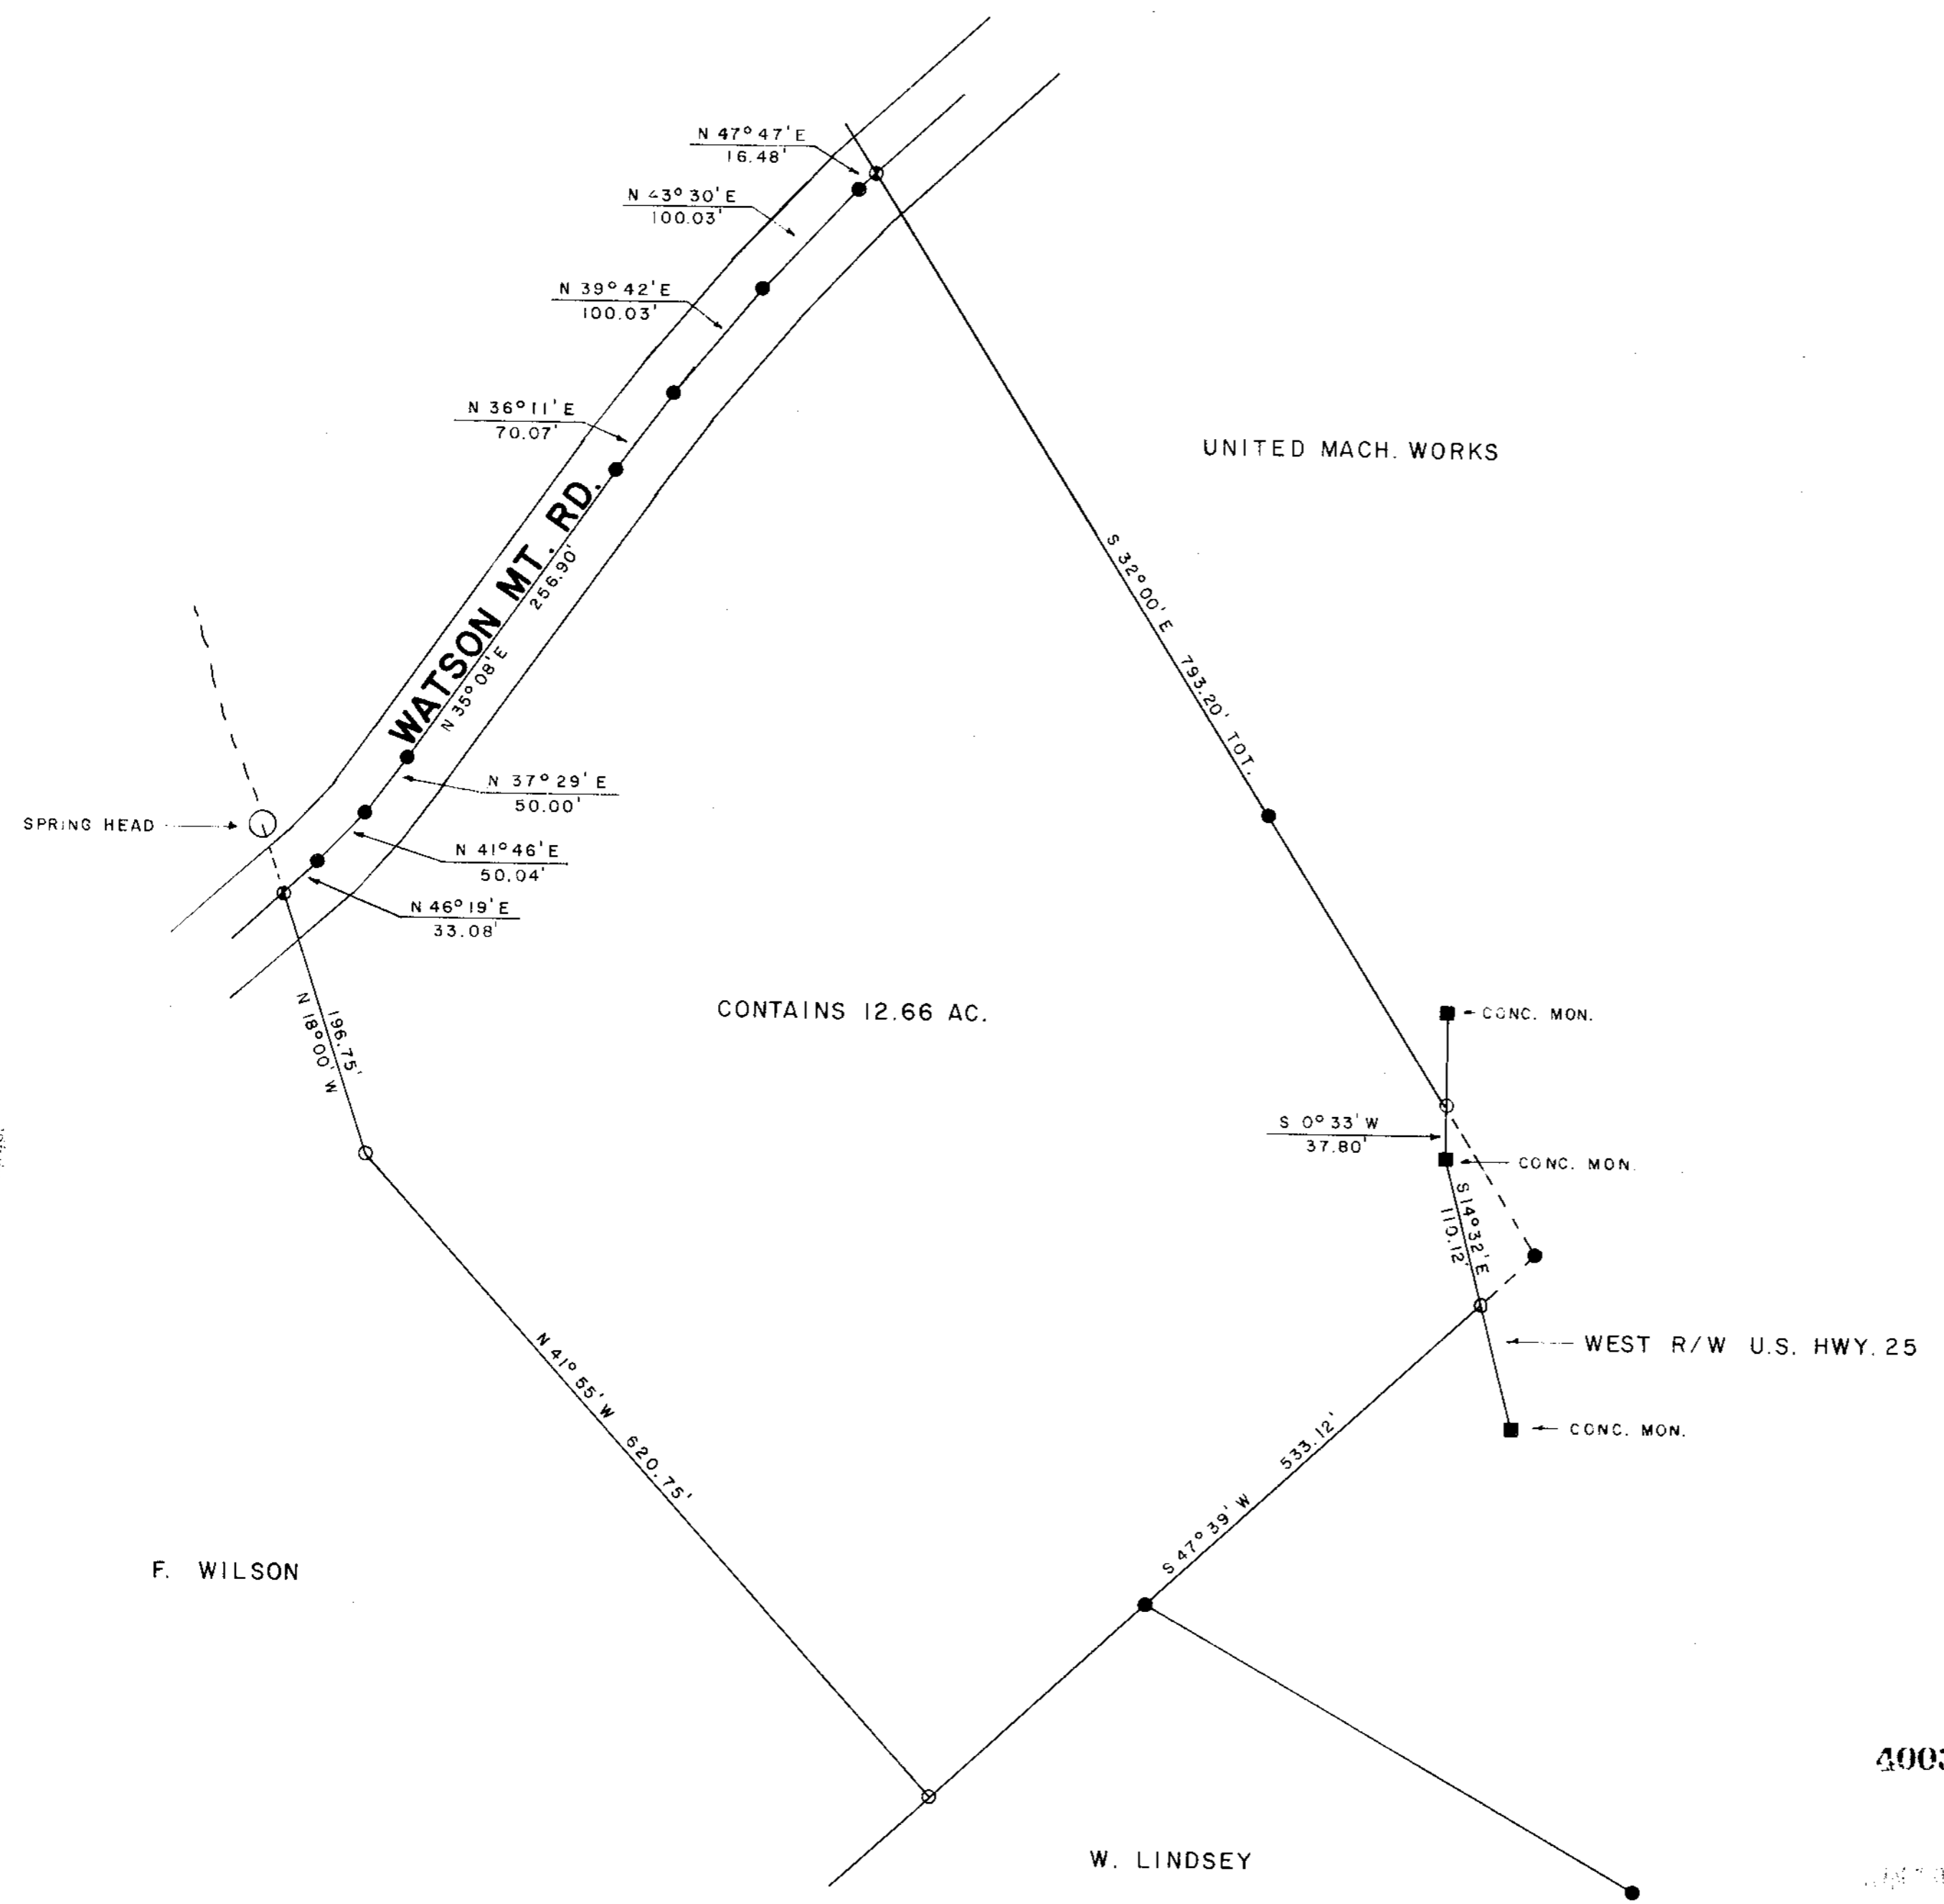 N 47° 47' E
16.48'
N 43° 30' E
100.03'
N 39° 42' E
100.03'
N 36° 11' E
70.07'
UNITED MACH. WORKS
WATSON MT. RD.
N 35° 08' E 256.90'
S 32° 00' E 793.20' TOT.
N 37° 29' E
50.00'
SPRING HEAD
N 41° 46' E
50.04'
N 46° 19' E
33.08'
196.75'
N 18° 00' W
CONTAINS 12.66 AC.
CONC. MON.
S 0° 33' W
37.80'
CONC. MON.
S 14° 32' E
110.12'
WEST R/W U.S. HWY. 25
CONC. MON.
N 41° 55' W 620.75'
S 47° 39' W 533.12'
F. WILSON
W. LINDSEY